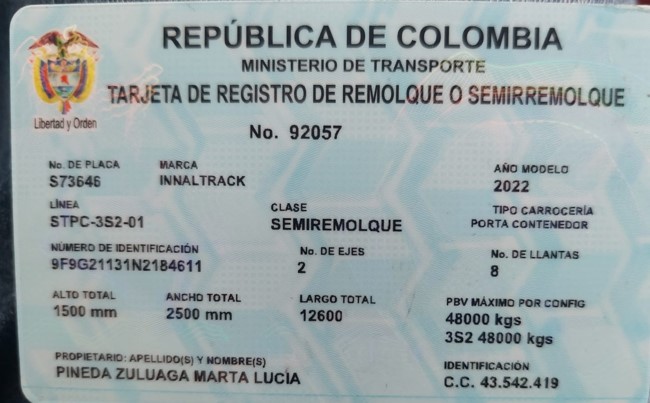 REPÚBLICA DE COLOMBIA
MINISTERIO DE TRANSPORTE
TARJETA DE REGISTRO DE REMOLQUE O SEMIRREMOLQUE
Libertad y Orden
No. 92057
No. DE PLACA MARCA AÑO MODELO
S73646 INNALTRACK 2022
LÍNEA CLASE TIPO CARROCERÍA
STPC-3S2-01 SEMIREMOLQUE PORTA CONTENEDOR
NÚMERO DE IDENTIFICACIÓN No. DE EJES No. DE LLANTAS
9F9G21131N2184611 2 8
ALTO TOTAL ANCHO TOTAL LARGO TOTAL PBV MÁXIMO POR CONFIG
1500 mm 2500 mm 12600 48000 kgs
3S2 48000 kgs
PROPIETARIO: APELLIDO(S) Y NOMBRE(S) IDENTIFICACIÓN
PINEDA ZULUAGA MARTA LUCIA C.C. 43.542.419